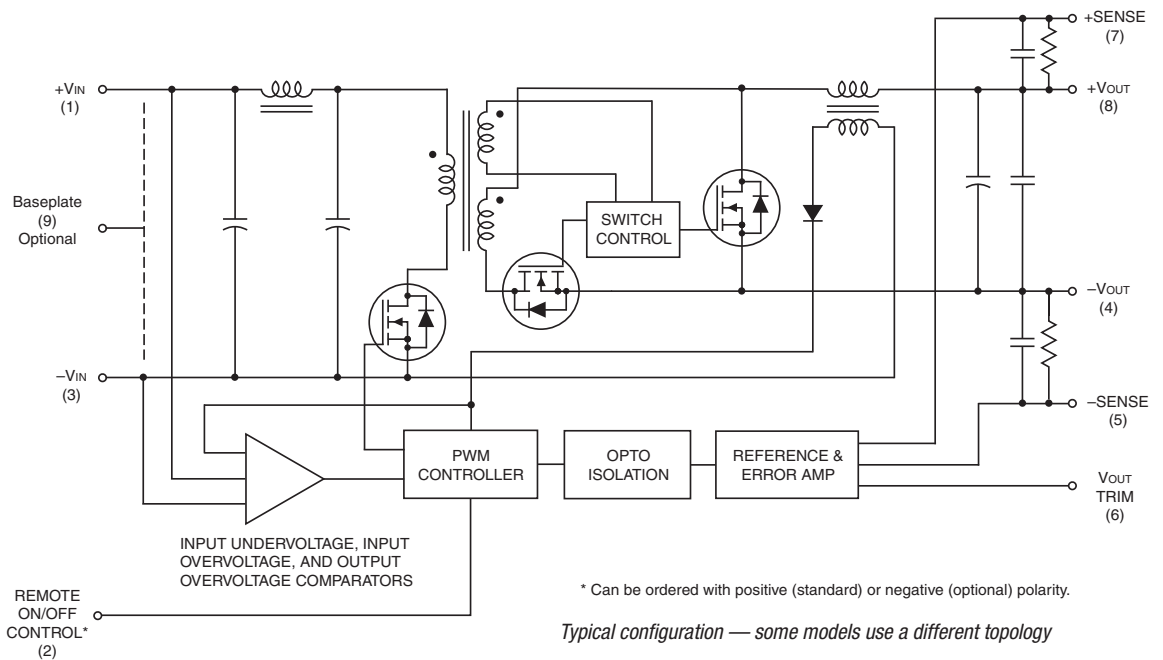 +SENSE
(7)
+VIN
(1)
+VOUT
(8)
Baseplate
(9)
Optional
SWITCH
CONTROL
−VOUT
(4)
−VIN
(3)
−SENSE
(5)
PWM
CONTROLLER
OPTO
ISOLATION
REFERENCE &
ERROR AMP
VOUT
TRIM
(6)
INPUT UNDERVOLTAGE, INPUT
OVERVOLTAGE, AND OUTPUT
OVERVOLTAGE COMPARATORS
REMOTE
ON/OFF
CONTROL*
(2)
* Can be ordered with positive (standard) or negative (optional) polarity.
Typical configuration — some models use a different topology